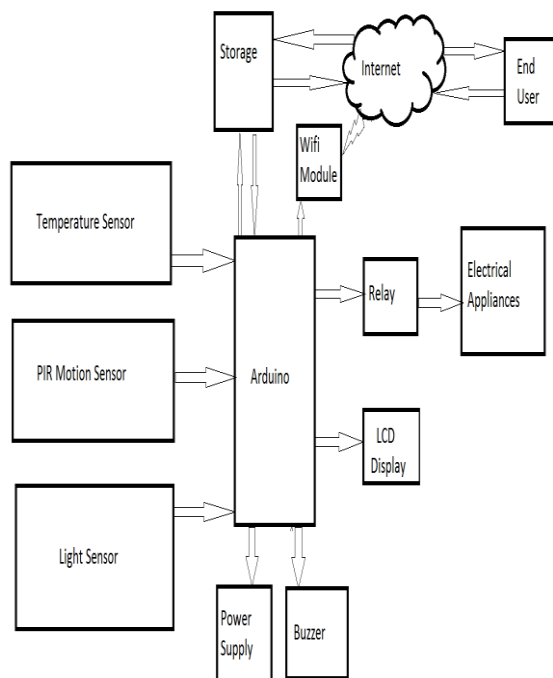 Storage
Internet
End
User
Wifi
Module
Temperature Sensor
Relay
Electrical
Appliances
PIR Motion Sensor
Arduino
LCD
Display
Light Sensor
Power
Supply
Buzzer